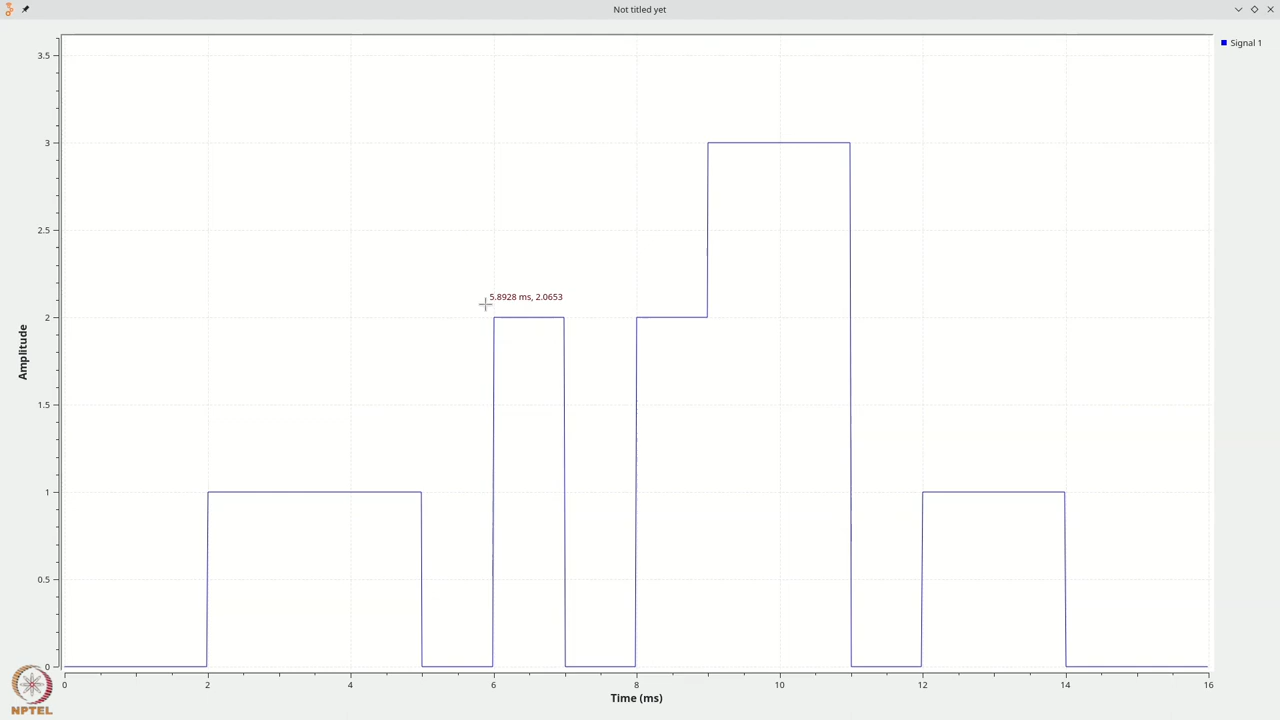 Not titled yet
Signal 1
3.5
3
2.5
2
1.5
1
0.5
0
Amplitude
5.8928 ms, 2.0653
0 2 4 6 8 10 12 14 16
Time (ms)
NPTEL